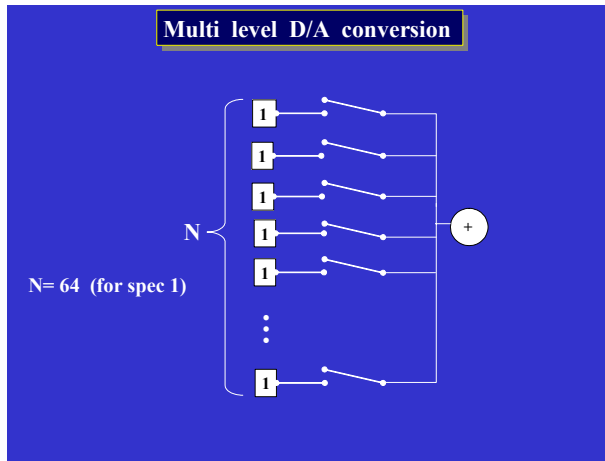 Multi level D/A conversion
1
1
1
1
N
+
1
N= 64 (for spec 1)
1